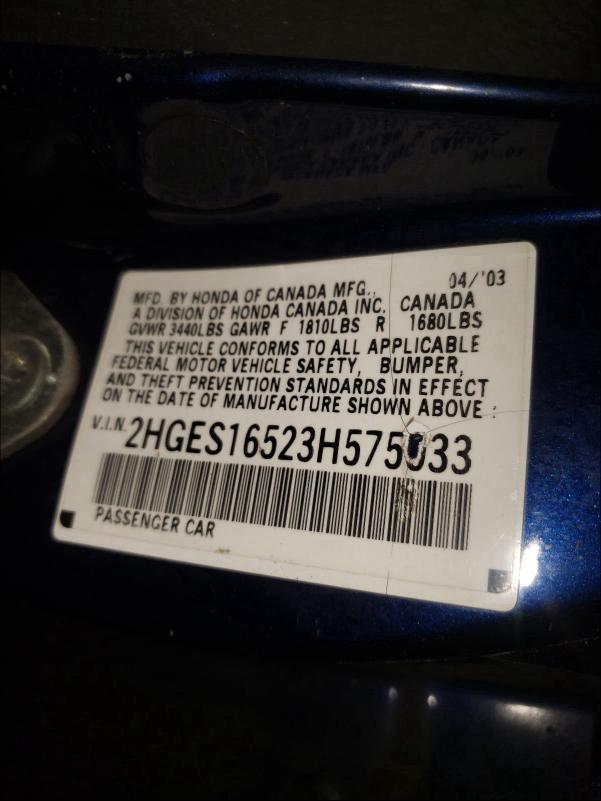 04/'03
MFD. BY HONDA OF CANADA MFG.,
A DIVISION OF HONDA CANADA INC, CANADA
GVWR 3440LBS GAWR F 1810LBS R 1680LBS
THIS VEHICLE CONFORMS TO ALL APPLICABLE
FEDERAL MOTOR VEHICLE SAFETY, BUMPER,
AND THEFT PREVENTION STANDARDS IN EFFECT
ON THE DATE OF MANUFACTURE SHOWN ABOVE :
V.I.N. 2HGES16523H575033
PASSENGER CAR